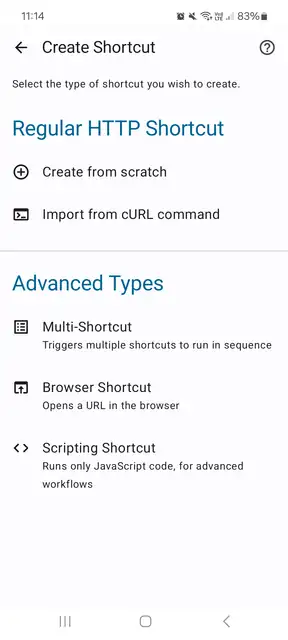 11:14
83%
Create Shortcut
Select the type of shortcut you wish to create.
Regular HTTP Shortcut
Create from scratch
Import from cURL command
Advanced Types
Multi-Shortcut
Triggers multiple shortcuts to run in sequence
Browser Shortcut
Opens a URL in the browser
Scripting Shortcut
Runs only JavaScript code, for advanced
workflows